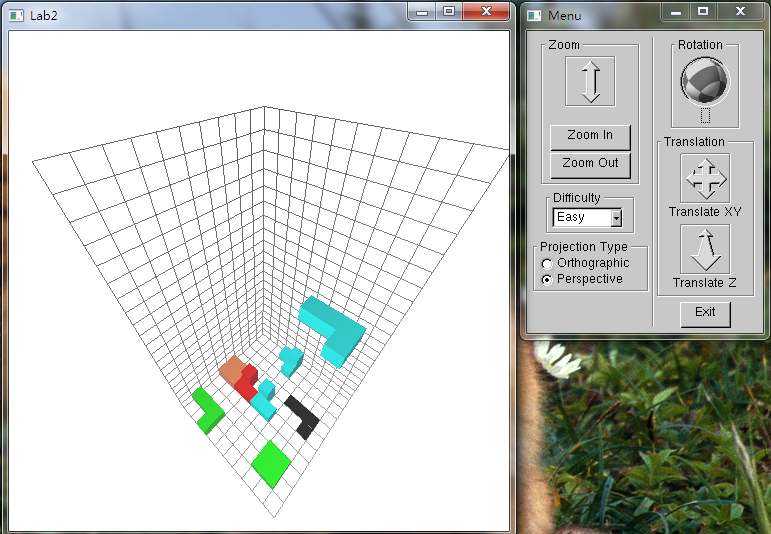 Lab2
Menu
Zoom
Zoom In
Zoom Out
Difficulty
Easy
Projection Type
Orthographic
Perspective
Rotation
Translation
Translate XY
Translate Z
Exit